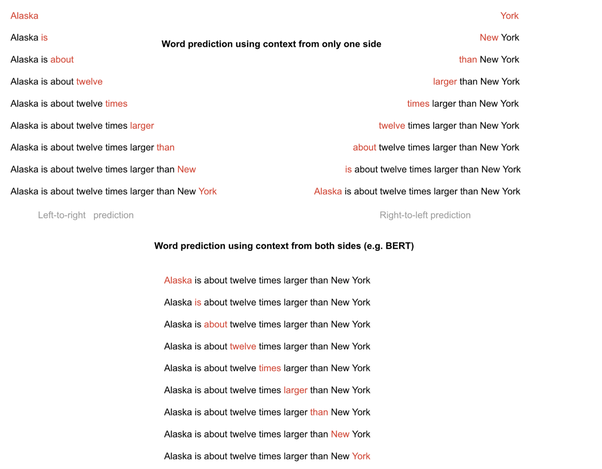 Alaska
Alaska is
Alaska is about
Alaska is about twelve
Alaska is about twelve times
Alaska is about twelve times larger
Alaska is about twelve times larger than
Alaska is about twelve times larger than New
Alaska is about twelve times larger than New York
Left-to-right prediction
Word prediction using context from only one side
York
New York
than New York
larger than New York
times larger than New York
twelve times larger than New York
about twelve times larger than New York
is about twelve times larger than New York
Alaska is about twelve times larger than New York
Right-to-left prediction
Word prediction using context from both sides (e.g. BERT)
Alaska is about twelve times larger than New York
Alaska is about twelve times larger than New York
Alaska is about twelve times larger than New York
Alaska is about twelve times larger than New York
Alaska is about twelve times larger than New York
Alaska is about twelve times larger than New York
Alaska is about twelve times larger than New York
Alaska is about twelve times larger than New York
Alaska is about twelve times larger than New York